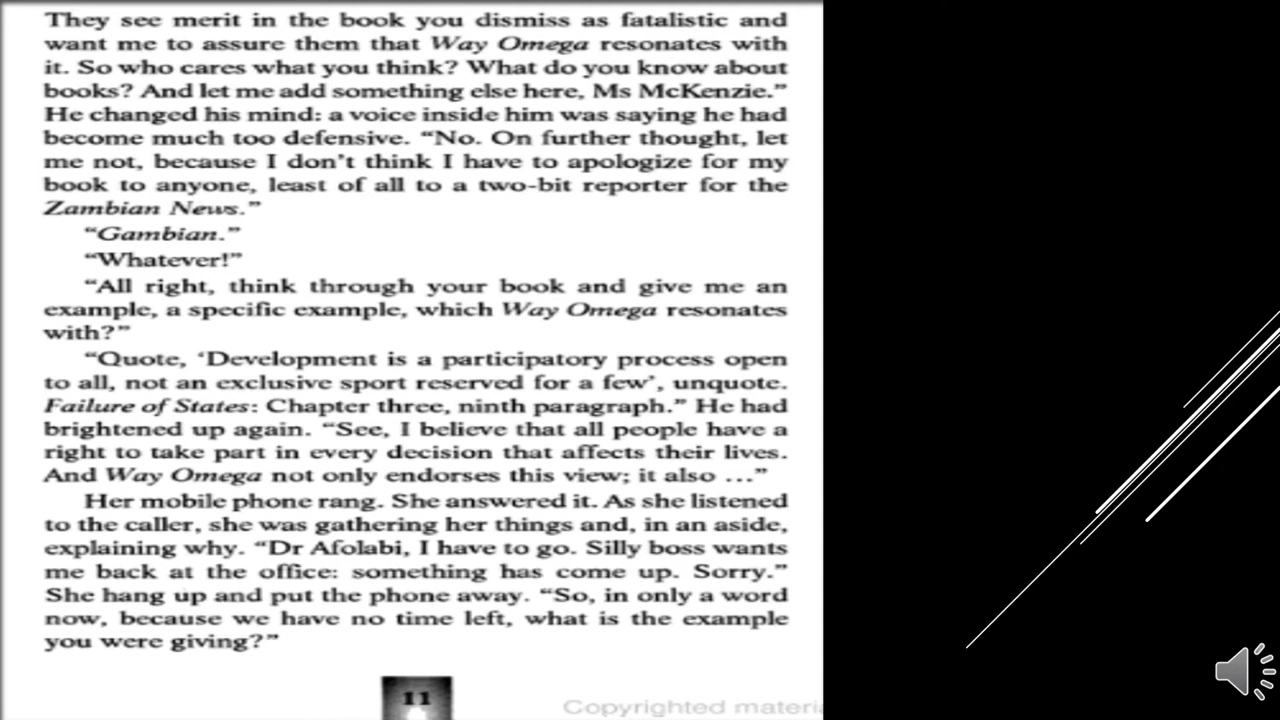 They see merit in the book you dismiss as fatalistic and
want me to assure them that Way Omega resonates with
it. So who cares what you think? What do you know about
books? And let me add something else here, Ms McKenzie.”
He changed his mind: a voice inside him was saying he had
become much too defensive. “No. On further thought, let
me not, because I don’t think I have to apologize for my
book to anyone, least of all to a two-bit reporter for the
Zambian News.”
“Gambian.”
“Whatever!”
“All right, think through your book and give me an
example, a specific example, which Way Omega resonates
with?”
“Quote, ‘Development is a participatory process open
to all, not an exclusive sport reserved for a few’, unquote.
Failure of States: Chapter three, ninth paragraph.” He had
brightened up again. “See, I believe that all people have a
right to take part in every decision that affects their lives.
And Way Omega not only endorses this view; it also ...”
Her mobile phone rang. She answered it. As she listened
to the caller, she was gathering her things and, in an aside,
explaining why. “Dr Afolabi, I have to go. Silly boss wants
me back at the office: something has come up. Sorry.”
She hang up and put the phone away. “So, in only a word
now, because we have no time left, what is the example
you were giving?”
11
Copyrighted materia